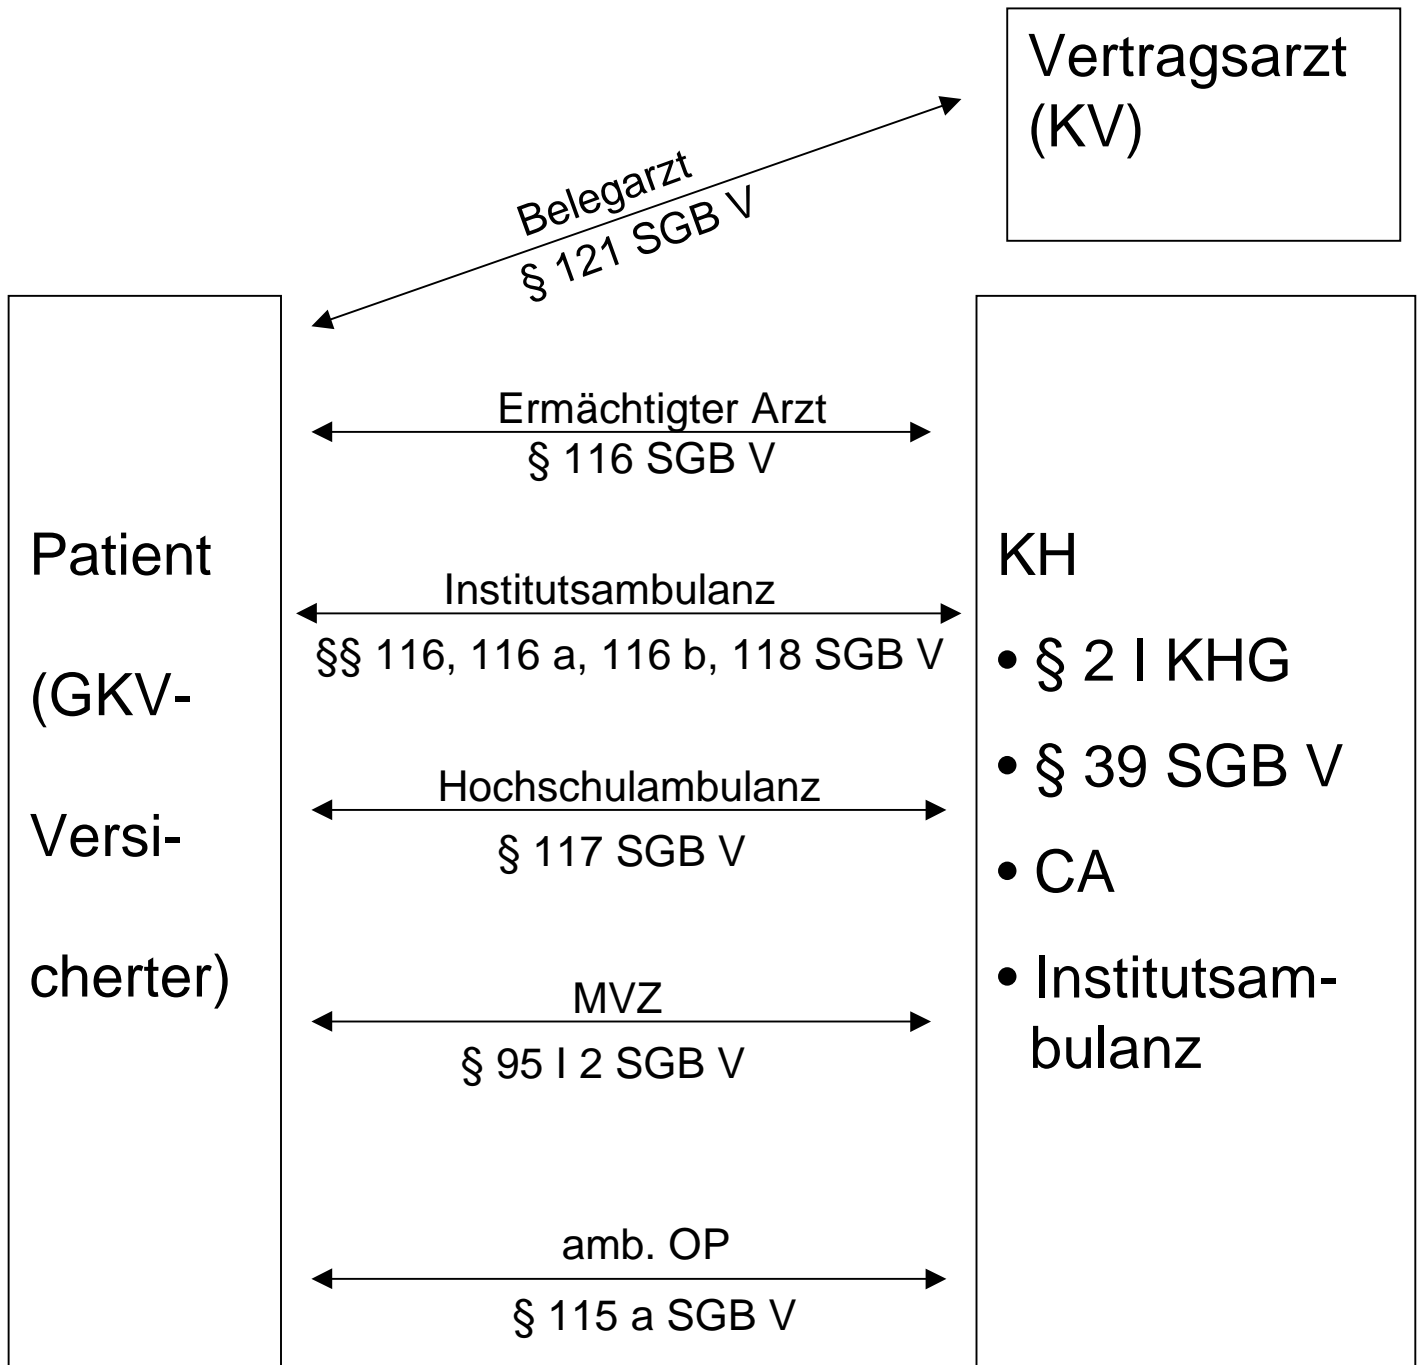 Vertragsarzt
(KV)
Belegarzt
§ 121 SGB V
Ermächtigter Arzt
§ 116 SGB V
Patient
(GKV-
Versi-
cherter)
Institutsambulanz
§§ 116, 116 a, 116 b, 118 SGB V
Hochschulambulanz
§ 117 SGB V
MVZ
§ 95 I 2 SGB V
amb. OP
§ 115 a SGB V
KH
• § 2 I KHG
• § 39 SGB V
• CA
• Institutsam-
bulanz